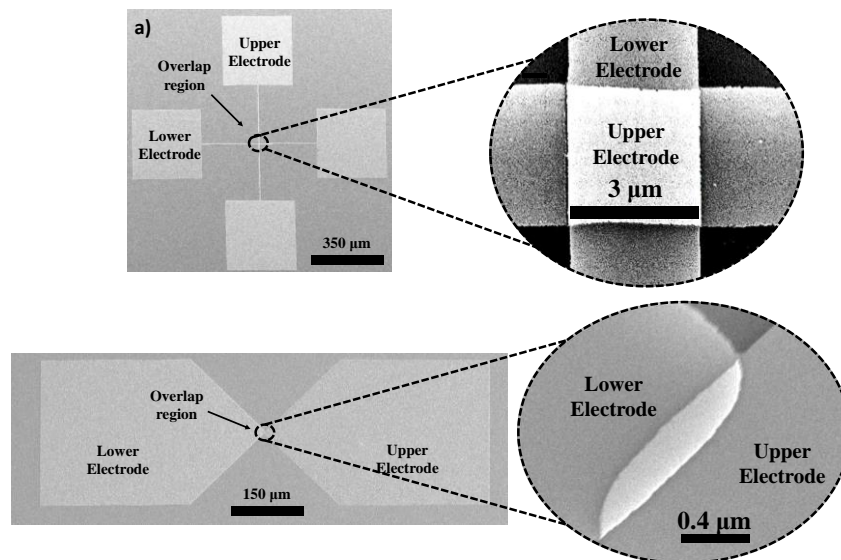 a)
Upper
Electrode
Overlap
region
Lower
Electrode
350 μm
Lower
Electrode
Upper
Electrode
3 μm
Overlap
region
Lower
Electrode
Upper
Electrode
150 μm
Lower
Electrode
Upper
Electrode
0.4 μm